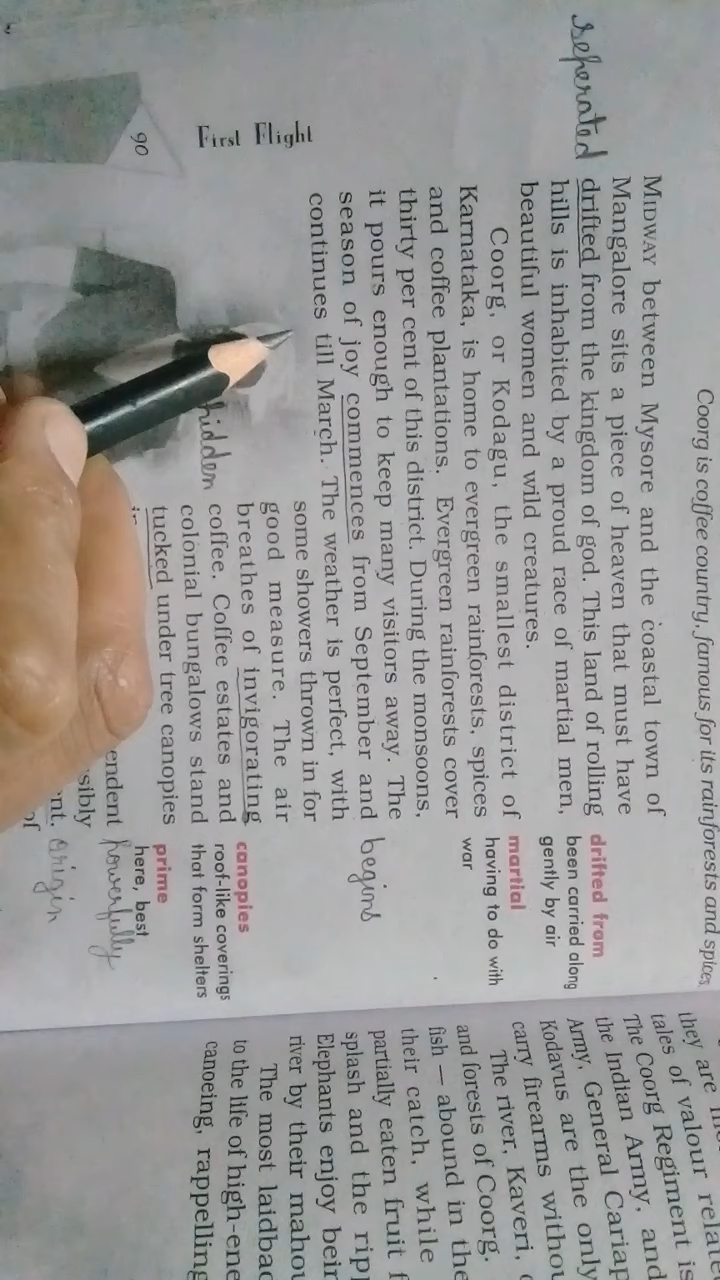 Coorg is coffee country, famous for its rainforests and spices.
MIDWAY between Mysore and the coastal town of
Mangalore sits a piece of heaven that must have
drifted from the kingdom of god. This land of rolling
hills is inhabited by a proud race of martial men,
beautiful women and wild creatures.
Coorg, or Kodagu, the smallest district of
Karnataka, is home to evergreen rainforests, spices
and coffee plantations. Evergreen rainforests cover
thirty per cent of this district. During the monsoons,
it pours enough to keep many visitors away. The
season of joy commences from September and
continues till March. The weather is perfect, with
some showers thrown in for
good measure. The air
breathes of invigorating
coffee. Coffee estates and
colonial bungalows stand
tucked under tree canopies
seperated
begins
hidden
powerfully
origin
drifted from
been carried along
gently by air
martial
having to do with
war
canopies
roof-like coverings
that form shelters
prime
here, best
First Flight
90
they are
tales of valour
The Coorg Regiment is
the Indian Army, and
Army, General
Kodavus are the only
carry firearms
The river, Kaveri,
and forests of Coorg.
fish — abound in the
their catch, while
partially eaten fruit
splash and the
Elephants enjoy
river by their
The most
to the life of
canoeing, rappelling